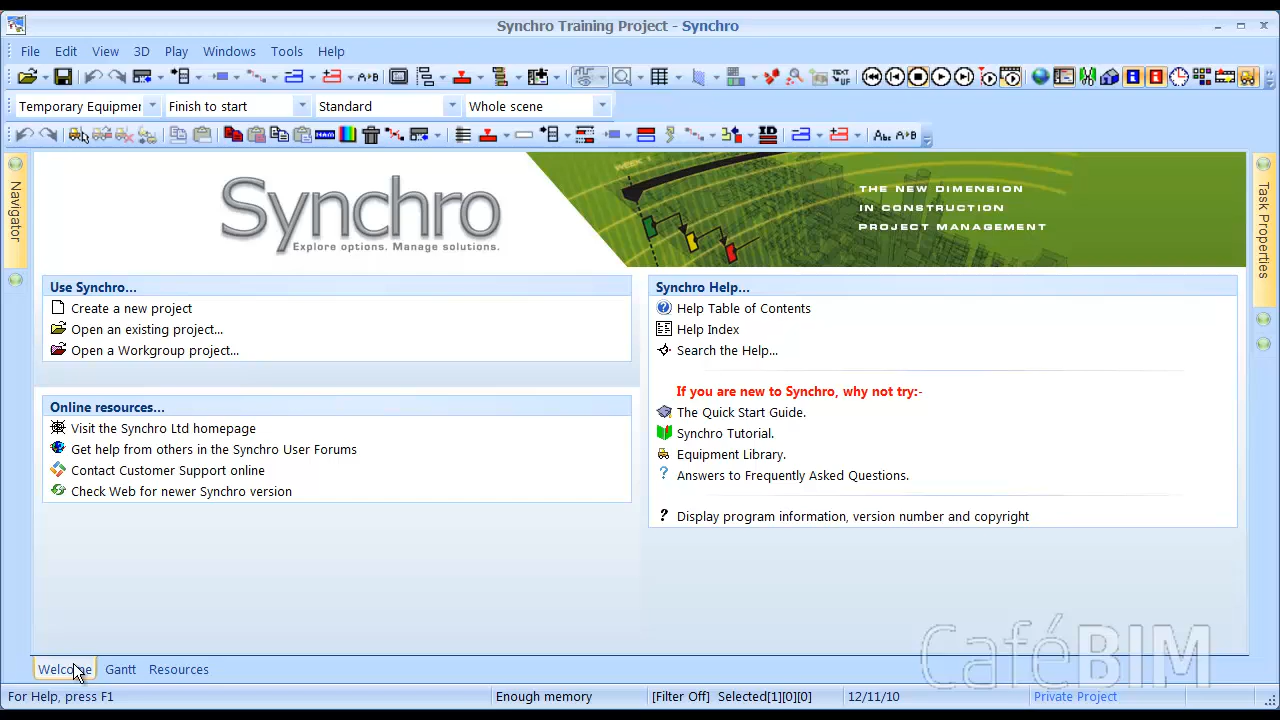 Synchro Training Project - Synchro
File Edit View 3D Play Windows Tools Help
Temporary Equipmer Finish to start Standard Whole scene
Navigator
Synchro
Explore options. Manage solutions.
WEEK 1
THE NEW DIMENSION
IN CONSTRUCTION
PROJECT MANAGEMENT
Task Properties
Use Synchro...
Create a new project
Open an existing project...
Open a Workgroup project...
Online resources...
Visit the Synchro Ltd homepage
Get help from others in the Synchro User Forums
Contact Customer Support online
Check Web for newer Synchro version
Synchro Help...
Help Table of Contents
Help Index
Search the Help...
If you are new to Synchro, why not try:-
The Quick Start Guide.
Synchro Tutorial.
Equipment Library.
Answers to Frequently Asked Questions.
Display program information, version number and copyright
CaféBIM
Welcome Gantt Resources
For Help, press F1 Enough memory [Filter Off] Selected[1][0][0] 12/11/10 Private Project